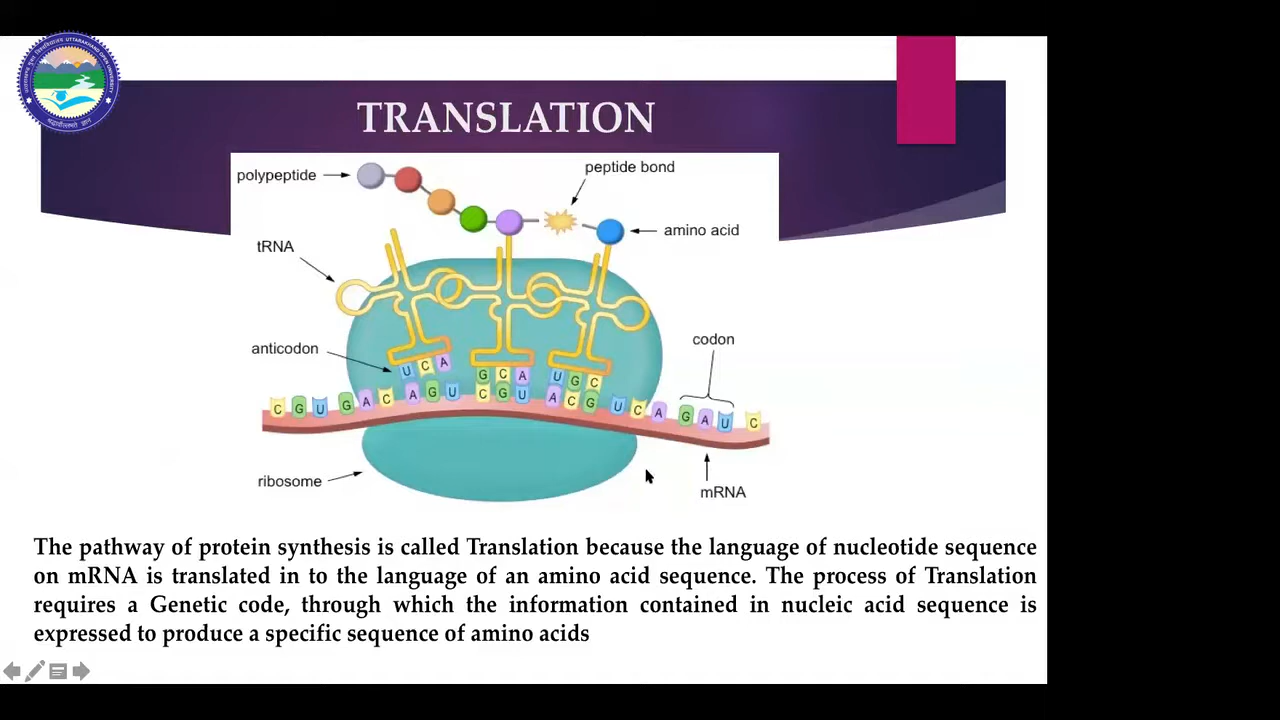 TRANSLATION
polypeptide
peptide bond
amino acid
tRNA
anticodon
codon
U C A G C A U G C
C G U G A C A G U C G U A C G U C A G A U C
ribosome
mRNA
The pathway of protein synthesis is called Translation because the language of nucleotide sequence
on mRNA is translated in to the language of an amino acid sequence. The process of Translation
requires a Genetic code, through which the information contained in nucleic acid sequence is
expressed to produce a specific sequence of amino acids